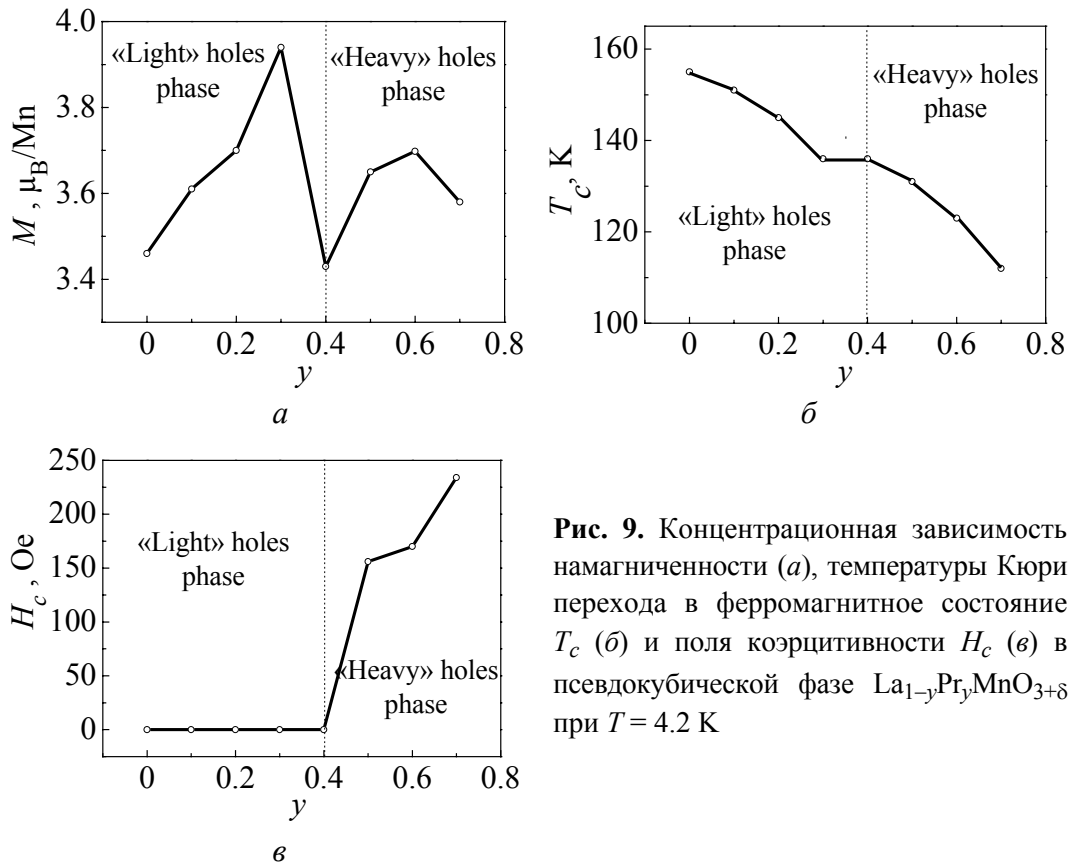 4.0
3.8
3.6
3.4
M , μB/Mn
«Light» holes
phase
«Heavy» holes
phase
0 0.2 0.4 0.6 0.8
y
а
160
140
120
100
Tc, K
«Heavy» holes
phase
«Light» holes
phase
0 0.2 0.4 0.6 0.8
y
б
250
200
150
100
50
0
Hc , Oe
«Light» holes
phase
«Heavy» holes
phase
0 0.2 0.4 0.6 0.8
y
в
Рис. 9. Концентрационная зависимость
намагниченности (а), температуры Кюри
перехода в ферромагнитное состояние
Tc (б) и поля коэрцитивности Hc (в) в
псевдокубической фазе La1–yPryMnO3+δ
при T = 4.2 K